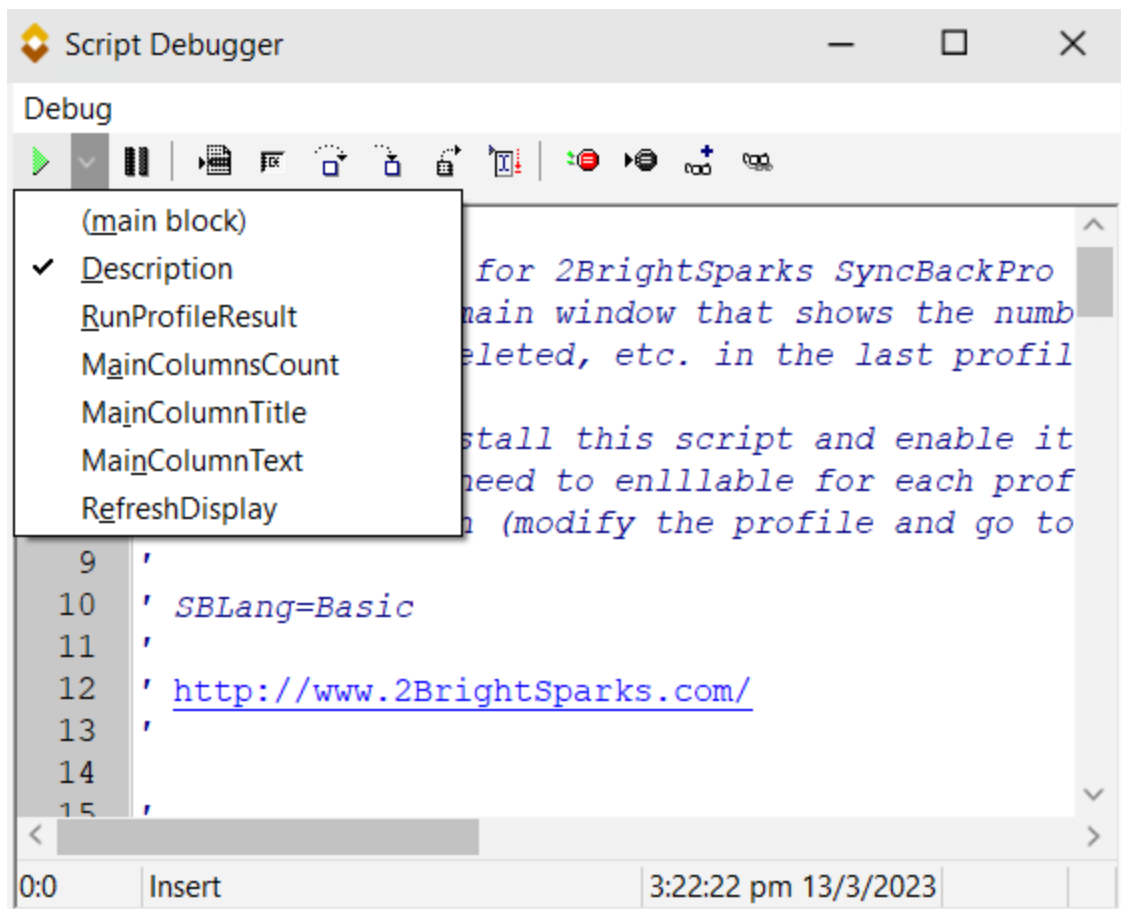 Script Debugger
Debug
(main block)
Description
RunProfileResult
MainColumnsCount
MainColumnTitle
MainColumnText
RefreshDisplay
for 2BrightSparks SyncBackPro
main window that shows the numb
eleted, etc. in the last profil
stall this script and enable it
need to enlllable for each prof
n (modify the profile and go to
9 '
10 ' SBLang=Basic
11 '
12 ' http://www.2BrightSparks.com/
13 '
14
15 '
0:0 Insert 3:22:22 pm 13/3/2023